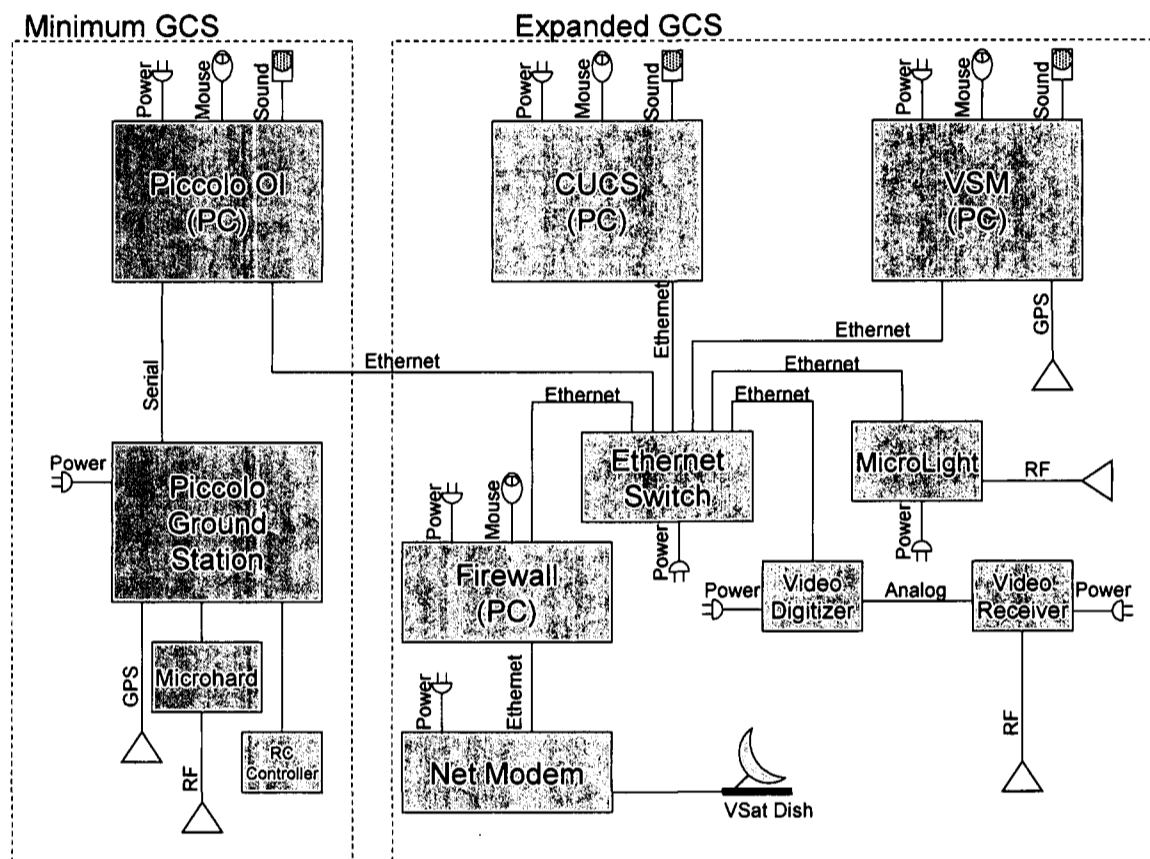 Minimum GCS
Expanded GCS
Power
Mouse
Sound
Power
Mouse
Sound
Power
Mouse
Sound
Piccolo OI
(PC)
CUCS
(PC)
VSM
(PC)
Serial
Ethernet
Ethernet
Ethernet
GPS
Ethernet
Ethernet
Ethernet
Power
Piccolo
Ground
Station
Ethernet
Switch
MicroLight
RF
Power
Mouse
Power
Power
Firewall
(PC)
Power
Video
Digitizer
Analog
Video
Receiver
Power
GPS
Microhard
RF
RC
Controller
Power
Ethernet
Net Modem
VSat Dish
RF